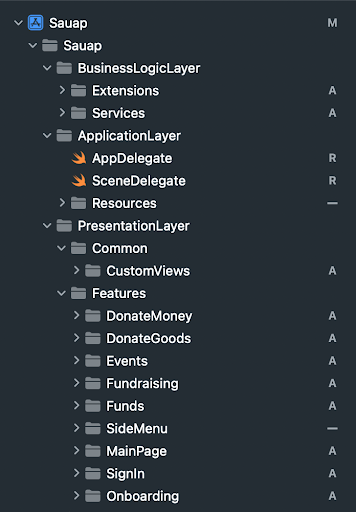 Sauap M
Sauap
BusinessLogicLayer
Extensions A
Services A
ApplicationLayer
AppDelegate R
SceneDelegate R
Resources —
PresentationLayer
Common
CustomViews A
Features
DonateMoney A
DonateGoods A
Events A
Fundraising A
Funds A
SideMenu —
MainPage A
SignIn A
Onboarding A